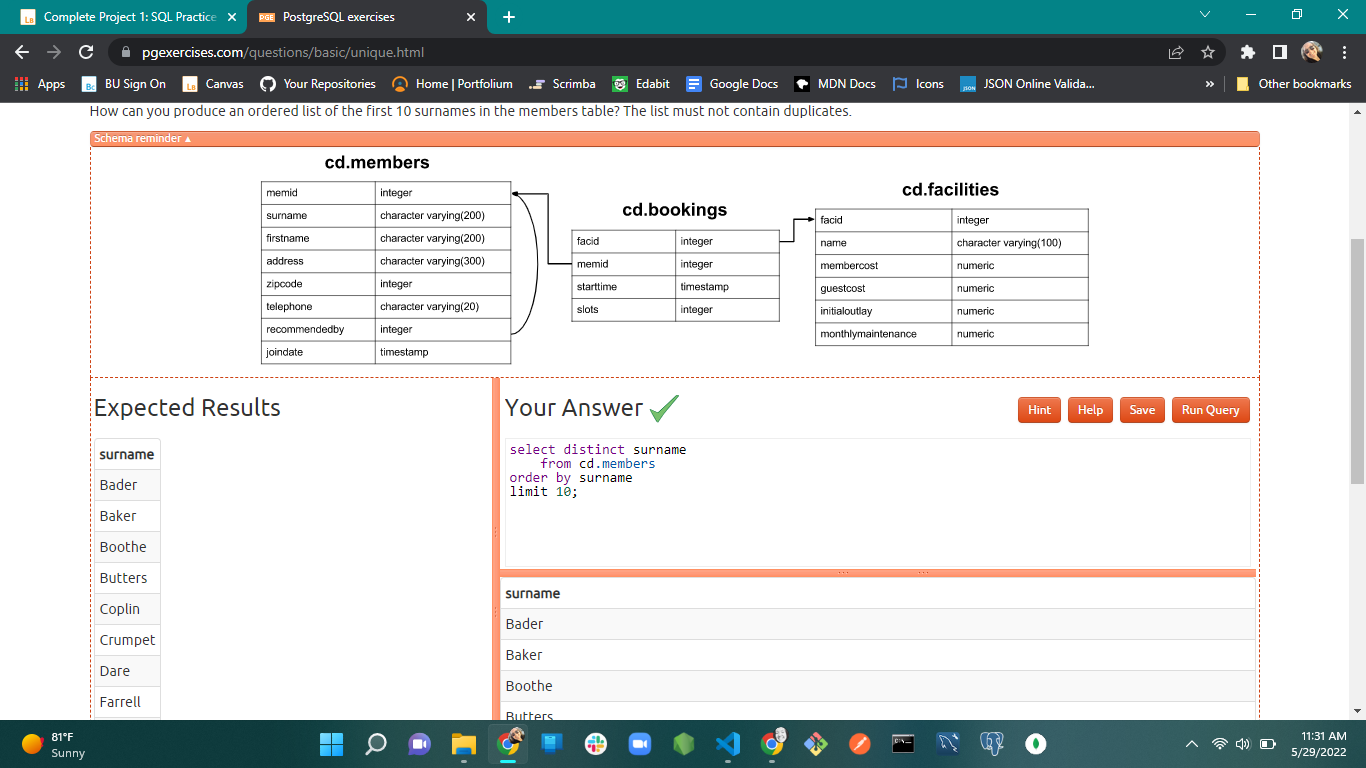 Complete Project 1: SQL Practice
PostgreSQL exercises
pgexercises.com/questions/basic/unique.html
Apps
BU Sign On
Canvas
Your Repositories
Home | Portfolium
Scrimba
Edabit
Google Docs
MDN Docs
Icons
JSON Online Valida...
»
Other bookmarks
How can you produce an ordered list of the first 10 surnames in the members table? The list must not contain duplicates.
Schema reminder ▲
cd.members
memid integer
surname character varying(200)
firstname character varying(200)
address character varying(300)
zipcode integer
telephone character varying(20)
recommendedby integer
joindate timestamp
cd.bookings
facid integer
memid integer
starttime timestamp
slots integer
cd.facilities
facid integer
name character varying(100)
membercost numeric
guestcost numeric
initialoutlay numeric
monthlymaintenance numeric
Expected Results
surname
Bader
Baker
Boothe
Butters
Coplin
Crumpet
Dare
Farrell
Your Answer
Hint
Help
Save
Run Query
select distinct surname
from cd.members
order by surname
limit 10;
surname
Bader
Baker
Boothe
Butters
81°F
Sunny
11:31 AM
5/29/2022